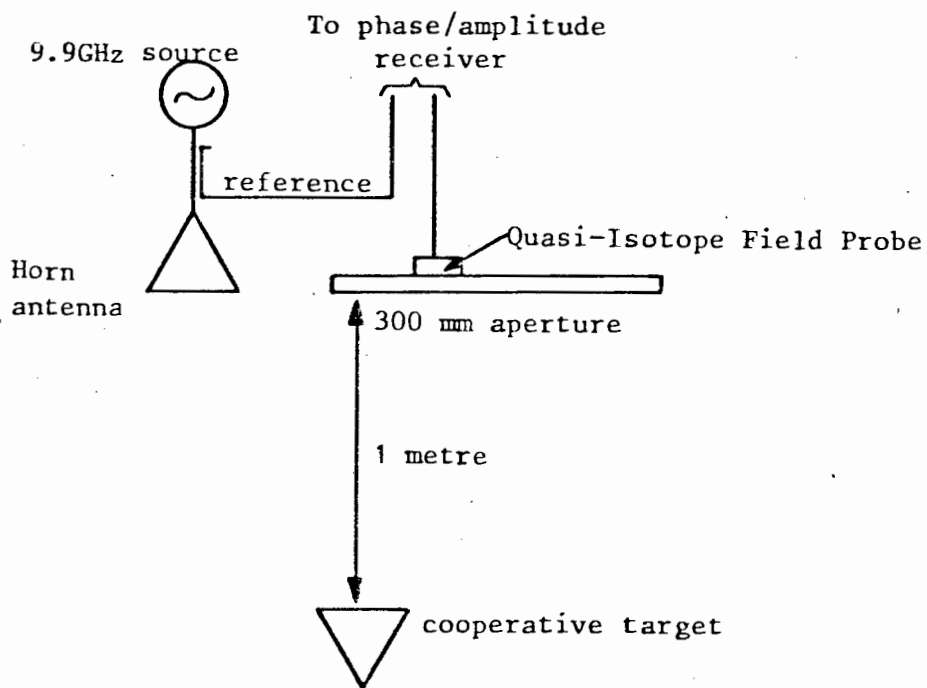 To phase/amplitude
receiver
9.9GHz source
reference
Quasi-Isotope Field Probe
Horn
antenna
300 mm aperture
1 metre
cooperative target